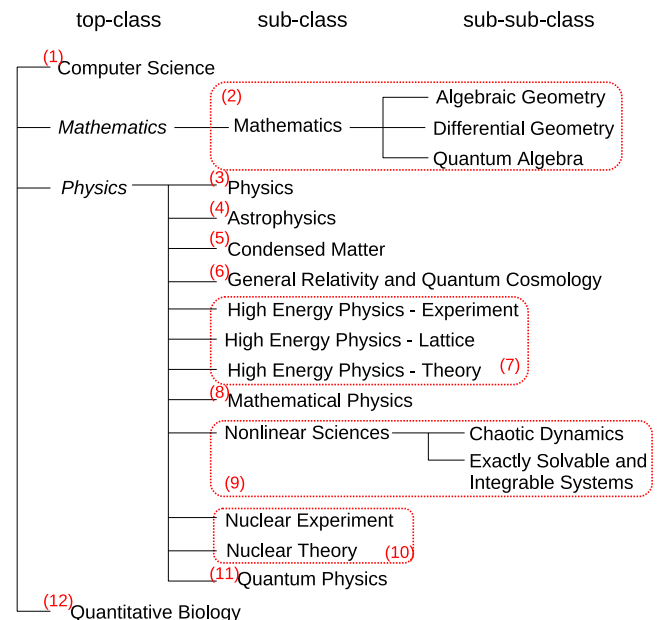 top-class sub-class sub-sub-class
(1) Computer Science
(2)
Algebraic Geometry
Mathematics Mathematics Differential Geometry
Quantum Algebra
Physics (3) Physics
(4) Astrophysics
(5) Condensed Matter
(6) General Relativity and Quantum Cosmology
High Energy Physics - Experiment
High Energy Physics - Lattice
High Energy Physics - Theory (7)
(8) Mathematical Physics
Nonlinear Sciences Chaotic Dynamics
Exactly Solvable and
(9) Integrable Systems
Nuclear Experiment
Nuclear Theory (10)
(11) Quantum Physics
(12) Quantitative Biology